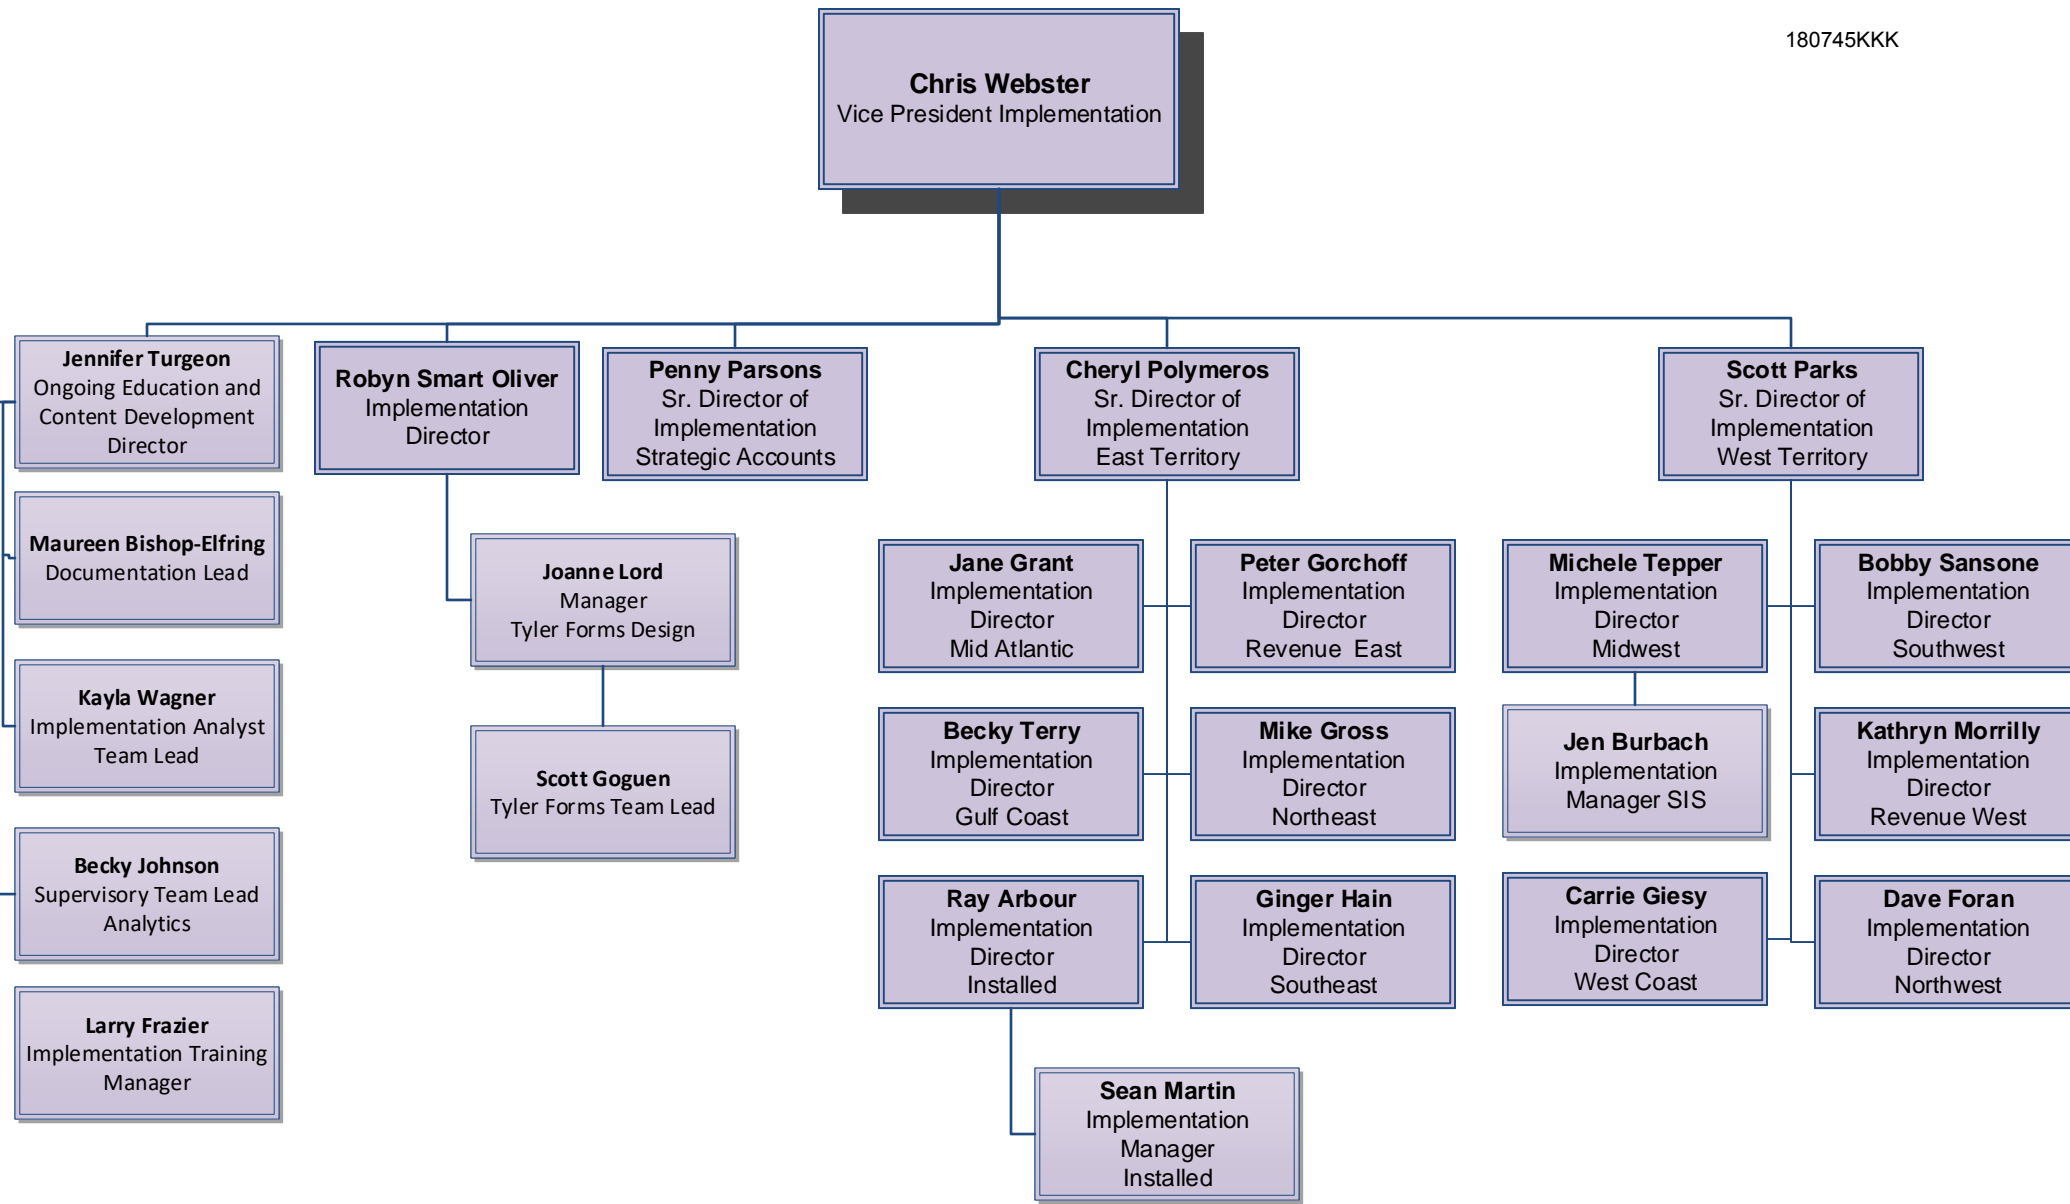 180745KKK
Chris Webster
Vice President Implementation
Jennifer Turgeon
Ongoing Education and
Content Development
Director
Robyn Smart Oliver
Implementation
Director
Penny Parsons
Sr. Director of
Implementation
Strategic Accounts
Cheryl Polymeros
Sr. Director of
Implementation
East Territory
Scott Parks
Sr. Director of
Implementation
West Territory
Maureen Bishop-Elfring
Documentation Lead
Joanne Lord
Manager
Tyler Forms Design
Jane Grant
Implementation
Director
Mid Atlantic
Peter Gorchoff
Implementation
Director
Revenue East
Michele Tepper
Implementation
Director
Midwest
Bobby Sansone
Implementation
Director
Southwest
Kayla Wagner
Implementation Analyst
Team Lead
Scott Goguen
Tyler Forms Team Lead
Becky Terry
Implementation
Director
Gulf Coast
Mike Gross
Implementation
Director
Northeast
Jen Burbach
Implementation
Manager SIS
Kathryn Morrilly
Implementation
Director
Revenue West
Becky Johnson
Supervisory Team Lead
Analytics
Ray Arbour
Implementation
Director
Installed
Ginger Hain
Implementation
Director
Southeast
Carrie Giesy
Implementation
Director
West Coast
Dave Foran
Implementation
Director
Northwest
Larry Frazier
Implementation Training
Manager
Sean Martin
Implementation
Manager
Installed